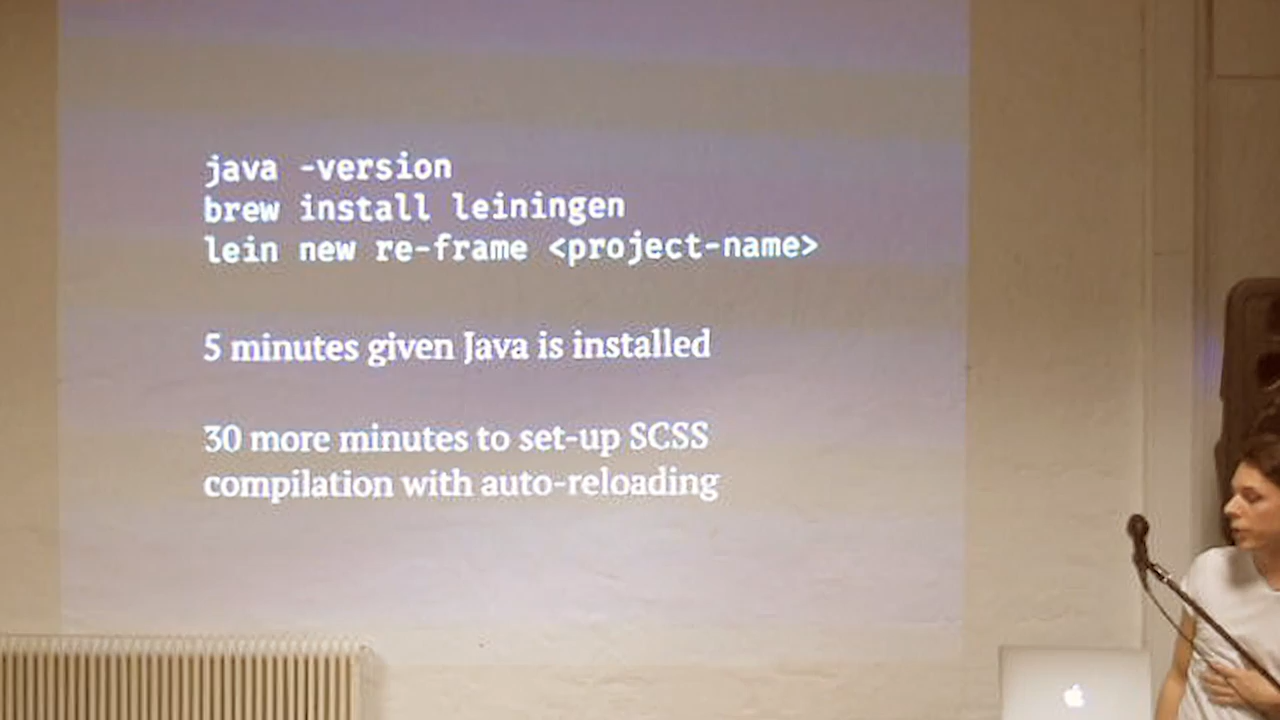 java -version
brew install leiningen
lein new re-frame <project-name>
5 minutes given Java is installed
30 more minutes to set-up SCSS
compilation with auto-reloading